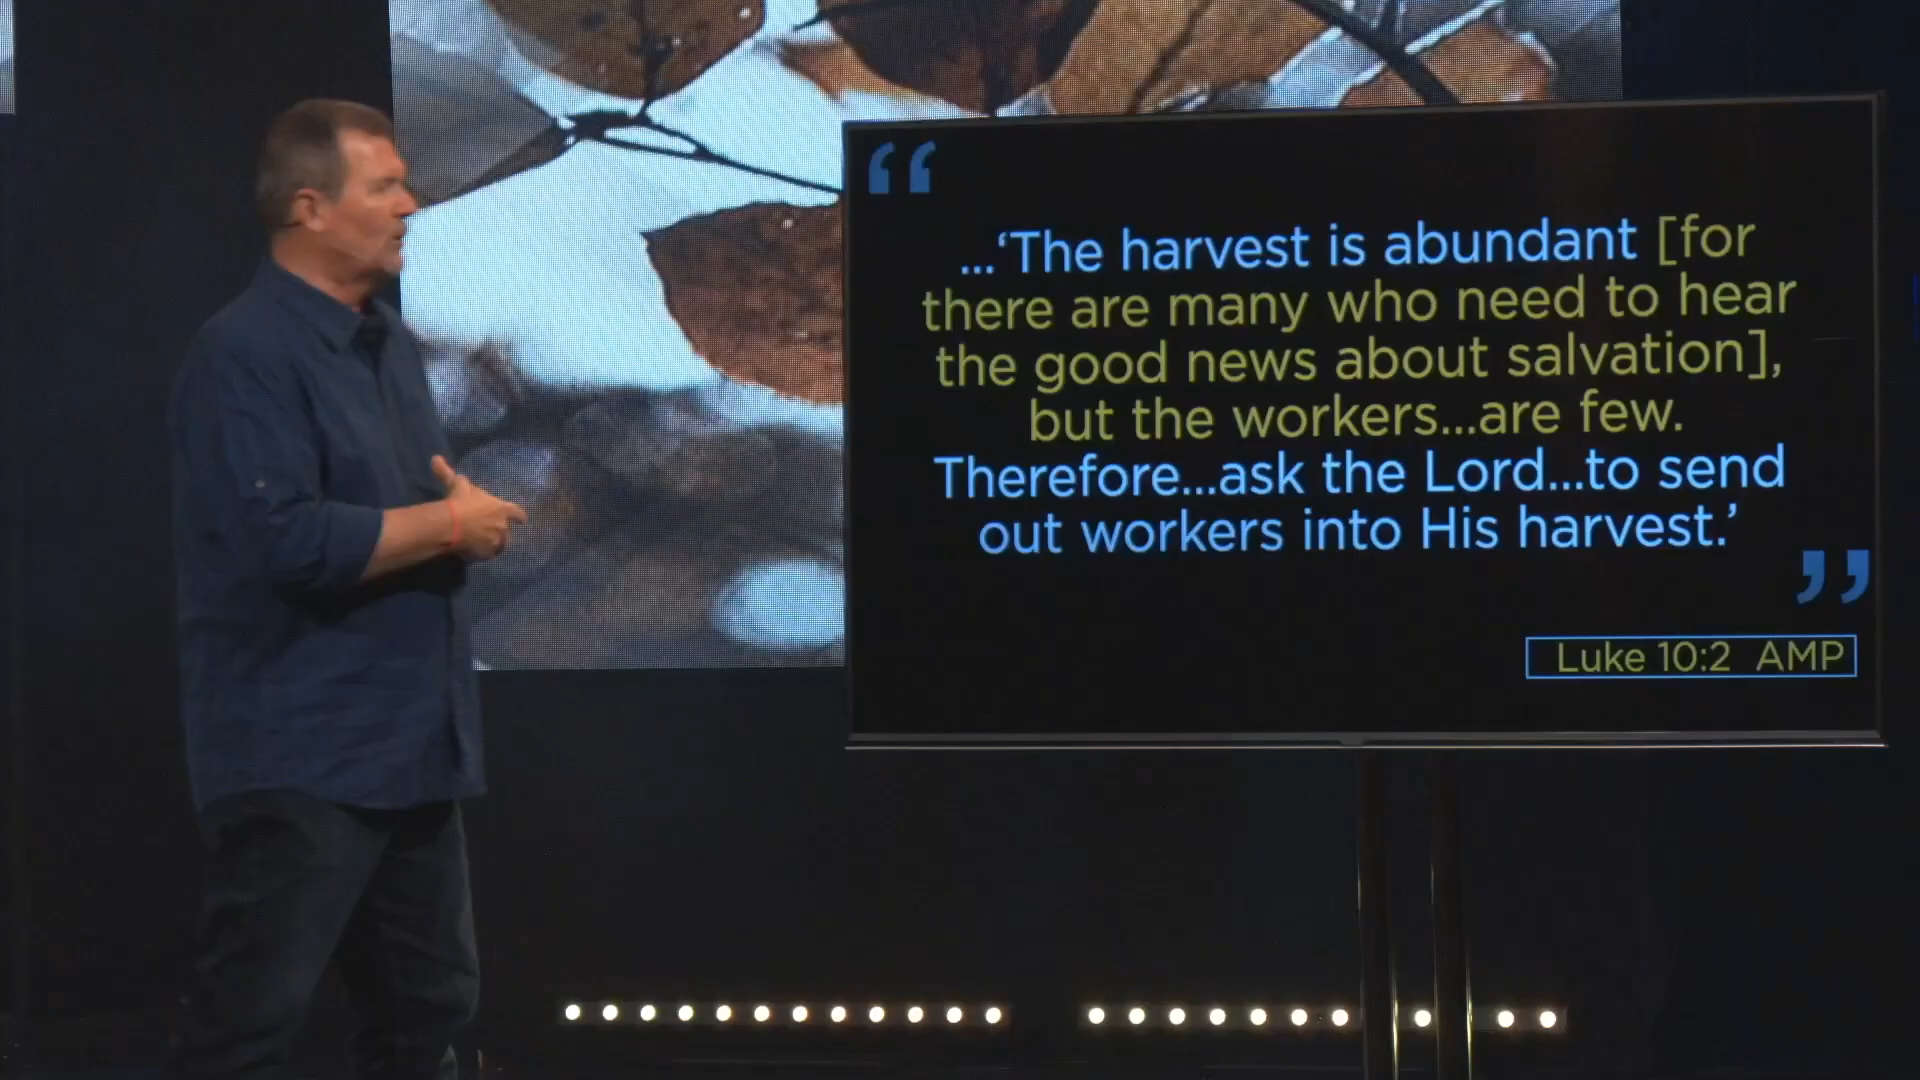 “
…‘The harvest is abundant [for
there are many who need to hear
the good news about salvation],
but the workers...are few.
Therefore...ask the Lord...to send
out workers into His harvest.’
”
Luke 10:2 AMP